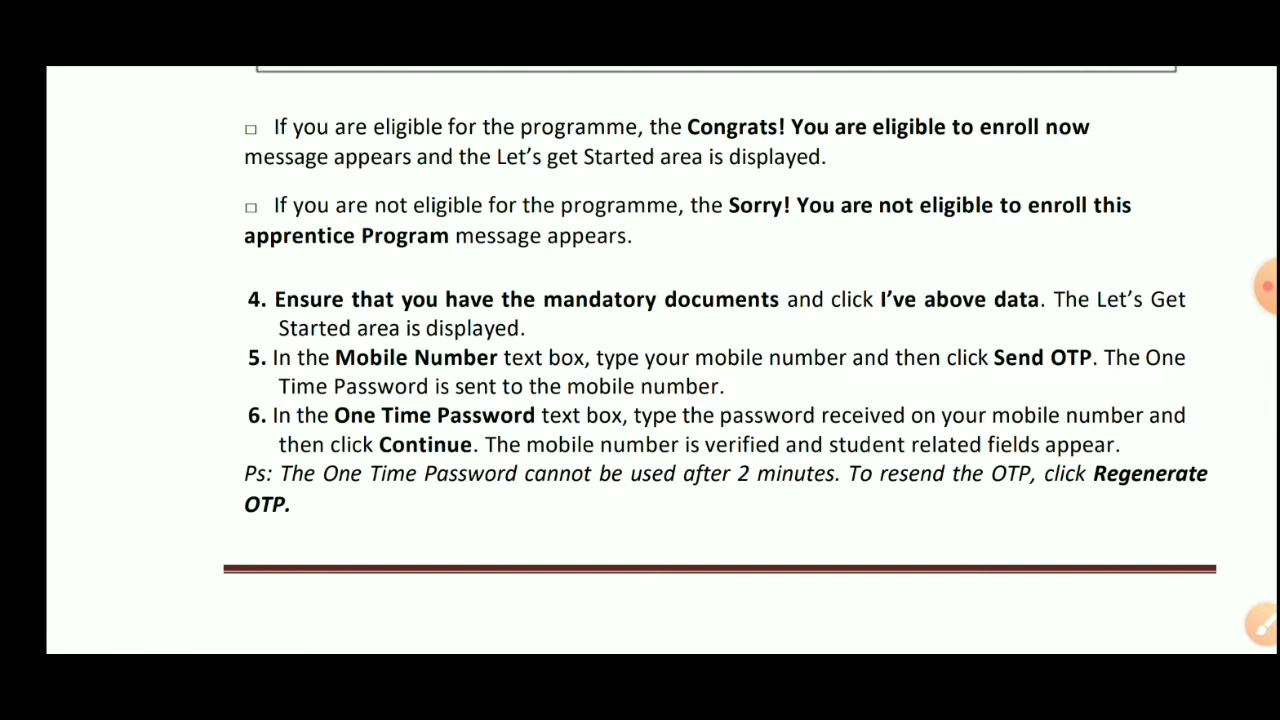 □ If you are eligible for the programme, the Congrats! You are eligible to enroll now
message appears and the Let’s get Started area is displayed.
□ If you are not eligible for the programme, the Sorry! You are not eligible to enroll this
apprentice Program message appears.
4. Ensure that you have the mandatory documents and click I’ve above data. The Let’s Get
Started area is displayed.
5. In the Mobile Number text box, type your mobile number and then click Send OTP. The One
Time Password is sent to the mobile number.
6. In the One Time Password text box, type the password received on your mobile number and
then click Continue. The mobile number is verified and student related fields appear.
Ps: The One Time Password cannot be used after 2 minutes. To resend the OTP, click Regenerate
OTP.